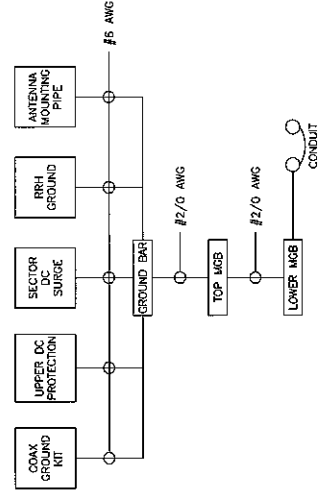 COAX
GROUND
KIT
UPPER DC
PROTECTION
SECTOR
DC
SURGE
RRH
GROUND
ANTENNA
MOUNTING
PIPE
#6 AWG
GROUND BAR
#2/0 AWG
TOP MGB
#2/0 AWG
LOWER MGB
CONDUIT